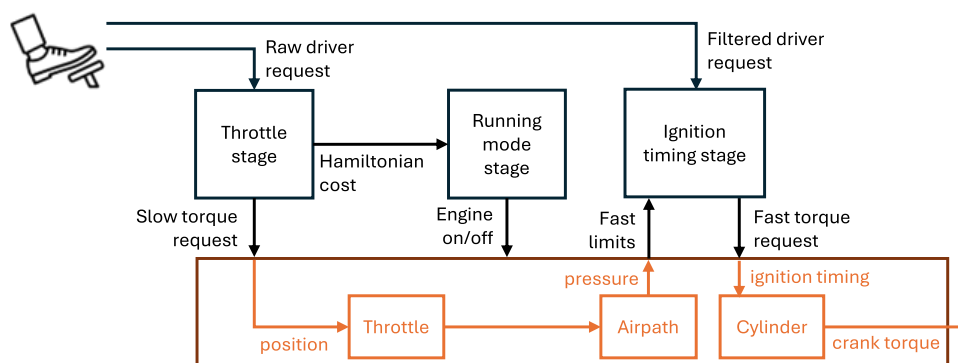 Raw driver
request
Filtered driver
request
Throttle
stage
Running
mode
stage
Ignition
timing stage
Hamiltonian
cost
Slow torque
request
Engine
on/off
Fast
limits
Fast torque
request
pressure
ignition timing
position
Throttle
Airpath
Cylinder
crank torque